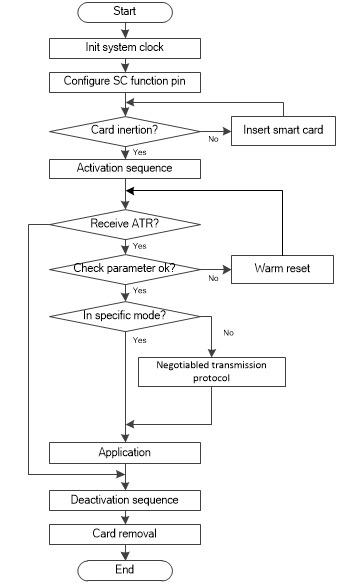 Start
Init system clock
Configure SC function pin
Card inertion?
No
Insert smart card
Yes
Activation sequence
Receive ATR?
Yes
Check parameter ok?
No
Warm reset
Yes
In specific mode?
No
Yes
Negotiabled transmission
protocol
Application
Deactivation sequence
Card removal
End